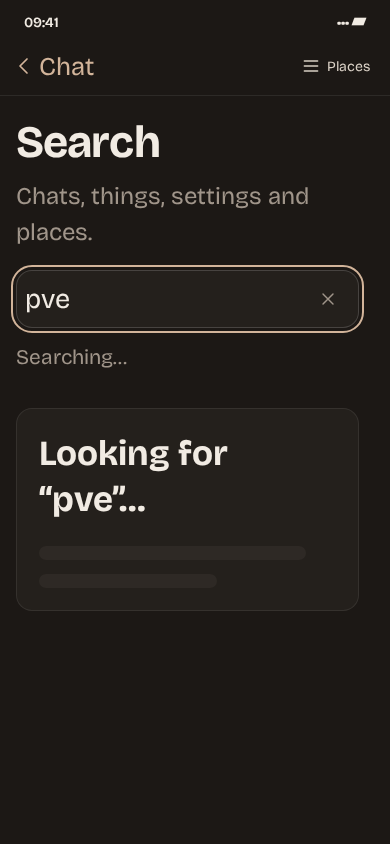 09:41
Chat
Places
Search
Chats, things, settings and
places.
pve
Searching...
Looking for
“pve”...